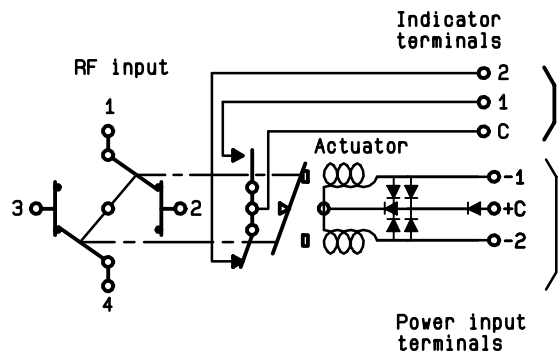 Indicator
terminals
RF input
2
1
1
C
Actuator
-1
3
2
+C
-2
4
Power input
terminals